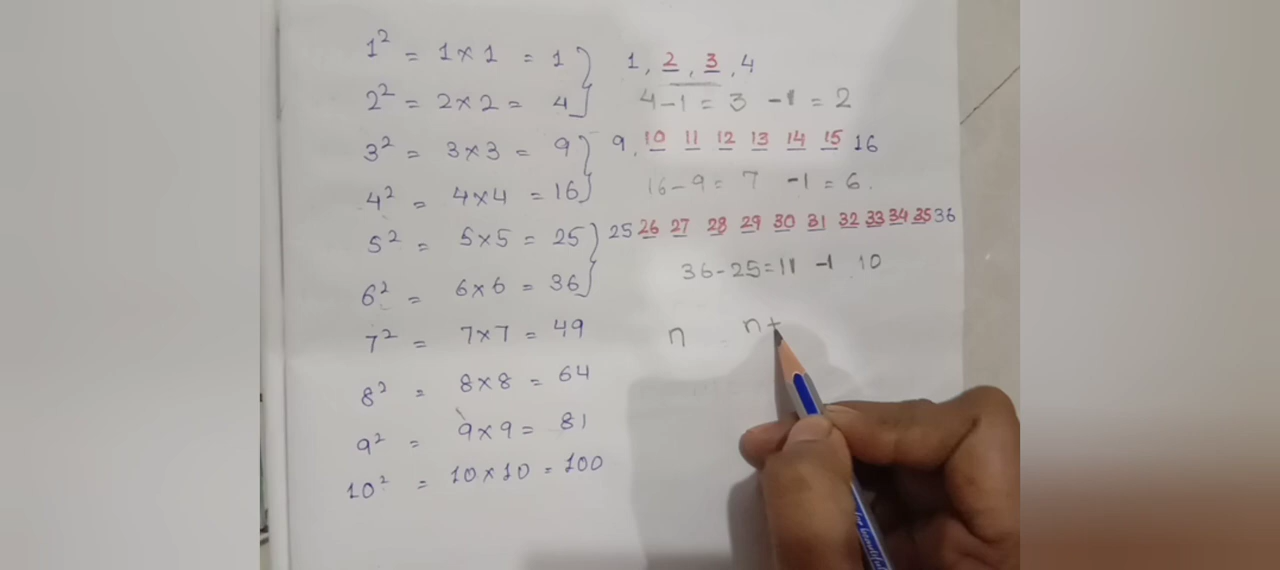 1² = 1×1 = 1
2² = 2×2 = 4
3² = 3×3 = 9
4² = 4×4 = 16
5² = 5×5 = 25
6² = 6×6 = 36
7² = 7×7 = 49
8² = 8×8 = 64
9² = 9×9 = 81
10² = 10×10 = 100
1, 2, 3, 4
4-1 = 3 -1 = 2
9, 10 11 12 13 14 15 16
16-9 = 7 -1 = 6.
25 26 27 28 29 30 31 32 33 34 35 36
36-25=11 -1 10
n n+